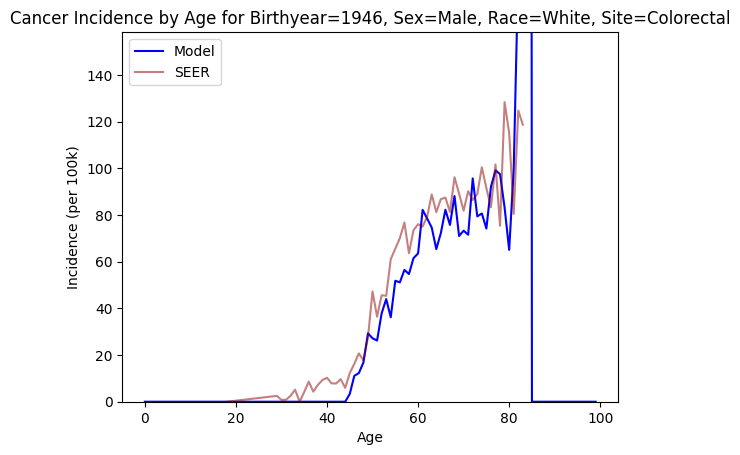 Cancer Incidence by Age for Birthyear=1946, Sex=Male, Race=White, Site=Colorectal
Model
SEER
140
120
100
80
60
40
20
0
Incidence (per 100k)
0 20 40 60 80 100
Age